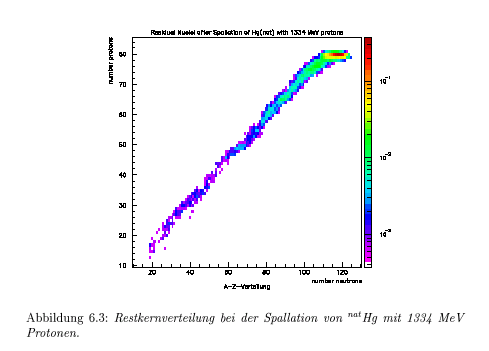 Residual Nuclei after Spallation of Hg(nat) with 1334 MeV protons
number protons
80
70
60
50
40
30
20
10
20
40
60
80
100
120
number neutrons
A-Z-Verteilung
10⁻¹
10⁻²
10⁻³
Abbildung 6.3: Restkernverteilung bei der Spallation von ⁿᵃᵗHg mit 1334 MeV
Protonen.